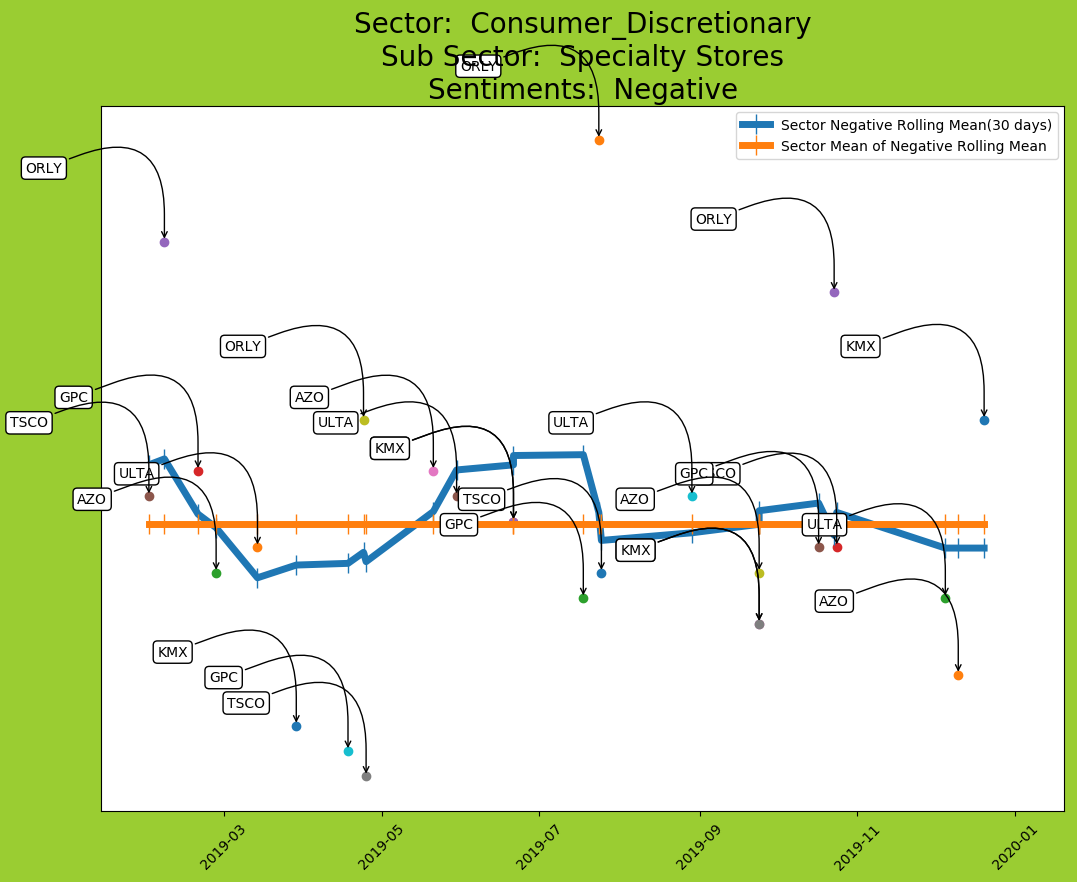 Sector:  Consumer_Discretionary
Sub Sector:  Specialty Stores
Sentiments:  Negative
ORLY
Sector Negative Rolling Mean(30 days)
Sector Mean of Negative Rolling Mean
ORLY
ORLY
ORLY
KMX
GPC
AZO
TSCO
ULTA
ULTA
KMX
ULTA
GPC
AZO
TSCO
AZO
GPC
ULTA
KMX
AZO
KMX
GPC
TSCO
2019-03
2019-05
2019-07
2019-09
2019-11
2020-01